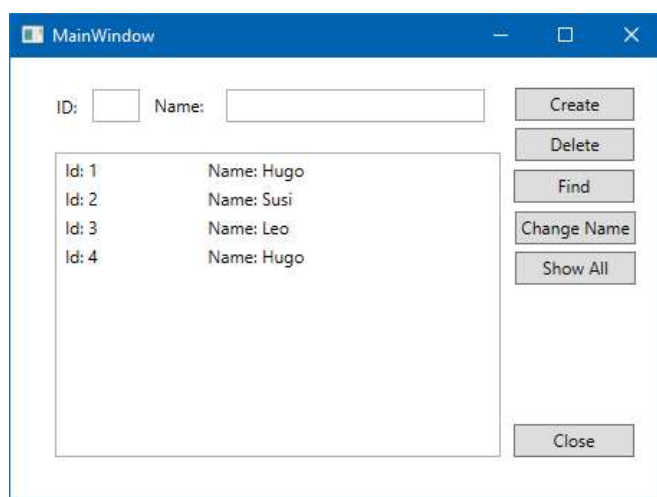 MainWindow
ID: Name: Create
Delete
Id: 1 Name: Hugo
Find
Id: 2 Name: Susi
Id: 3 Name: Leo
Change Name
Id: 4 Name: Hugo
Show All
Close